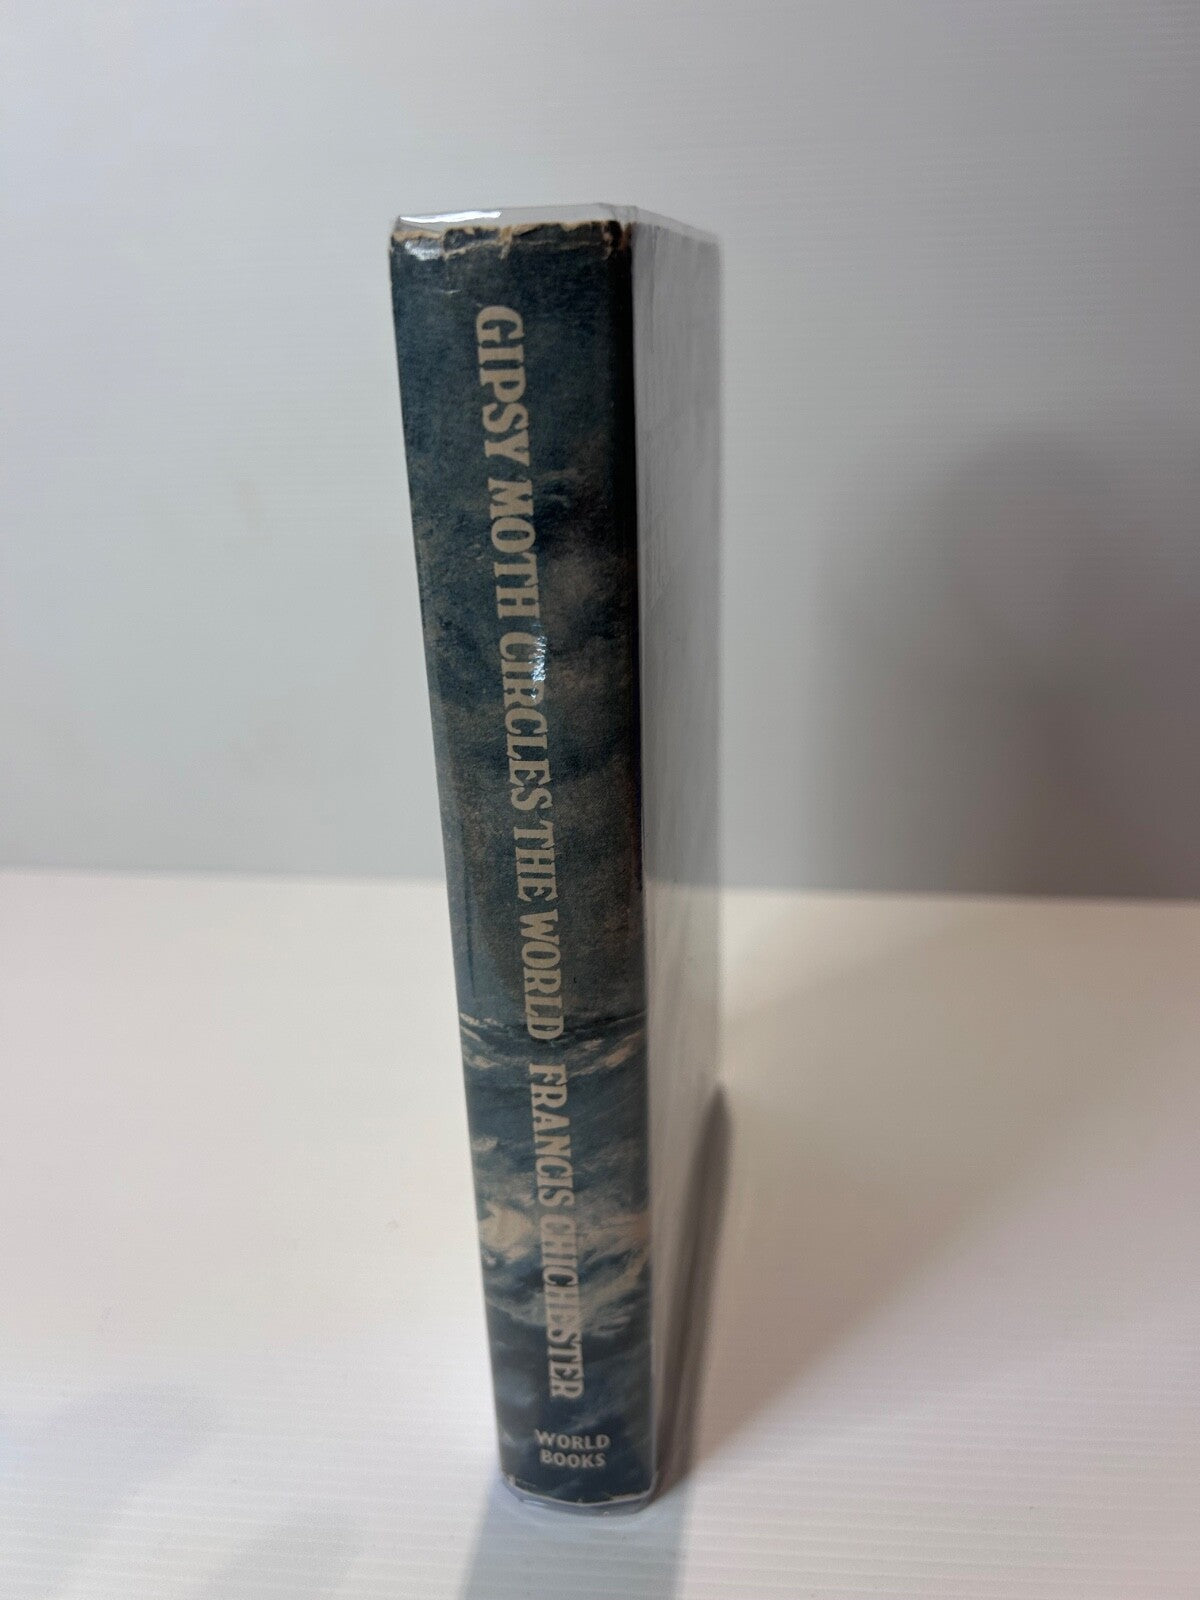 GIPSY MOTH CIRCLES THE WORLD FRANCIS CHICHESTER
WORLD
BOOKS